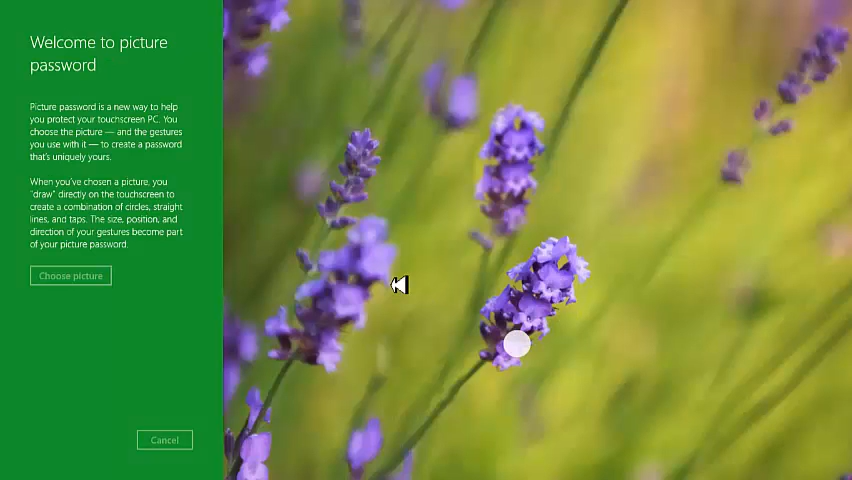 Welcome to picture
password
Picture password is a new way to help
you protect your touchscreen PC. You
choose the picture — and the gestures
you use with it — to create a password
that's uniquely yours.
When you've chosen a picture, you
"draw" directly on the touchscreen to
create a combination of circles, straight
lines, and taps. The size, position, and
direction of your gestures become part
of your picture password.
Choose picture
Cancel